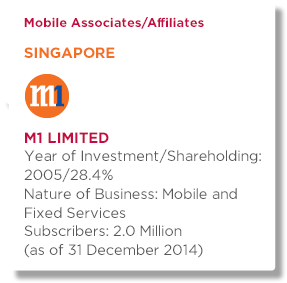 Mobile Associates/Affiliates
SINGAPORE
m1
M1 LIMITED
Year of Investment/Shareholding:
2005/28.4%
Nature of Business: Mobile and
Fixed Services
Subscribers: 2.0 Million
(as of 31 December 2014)